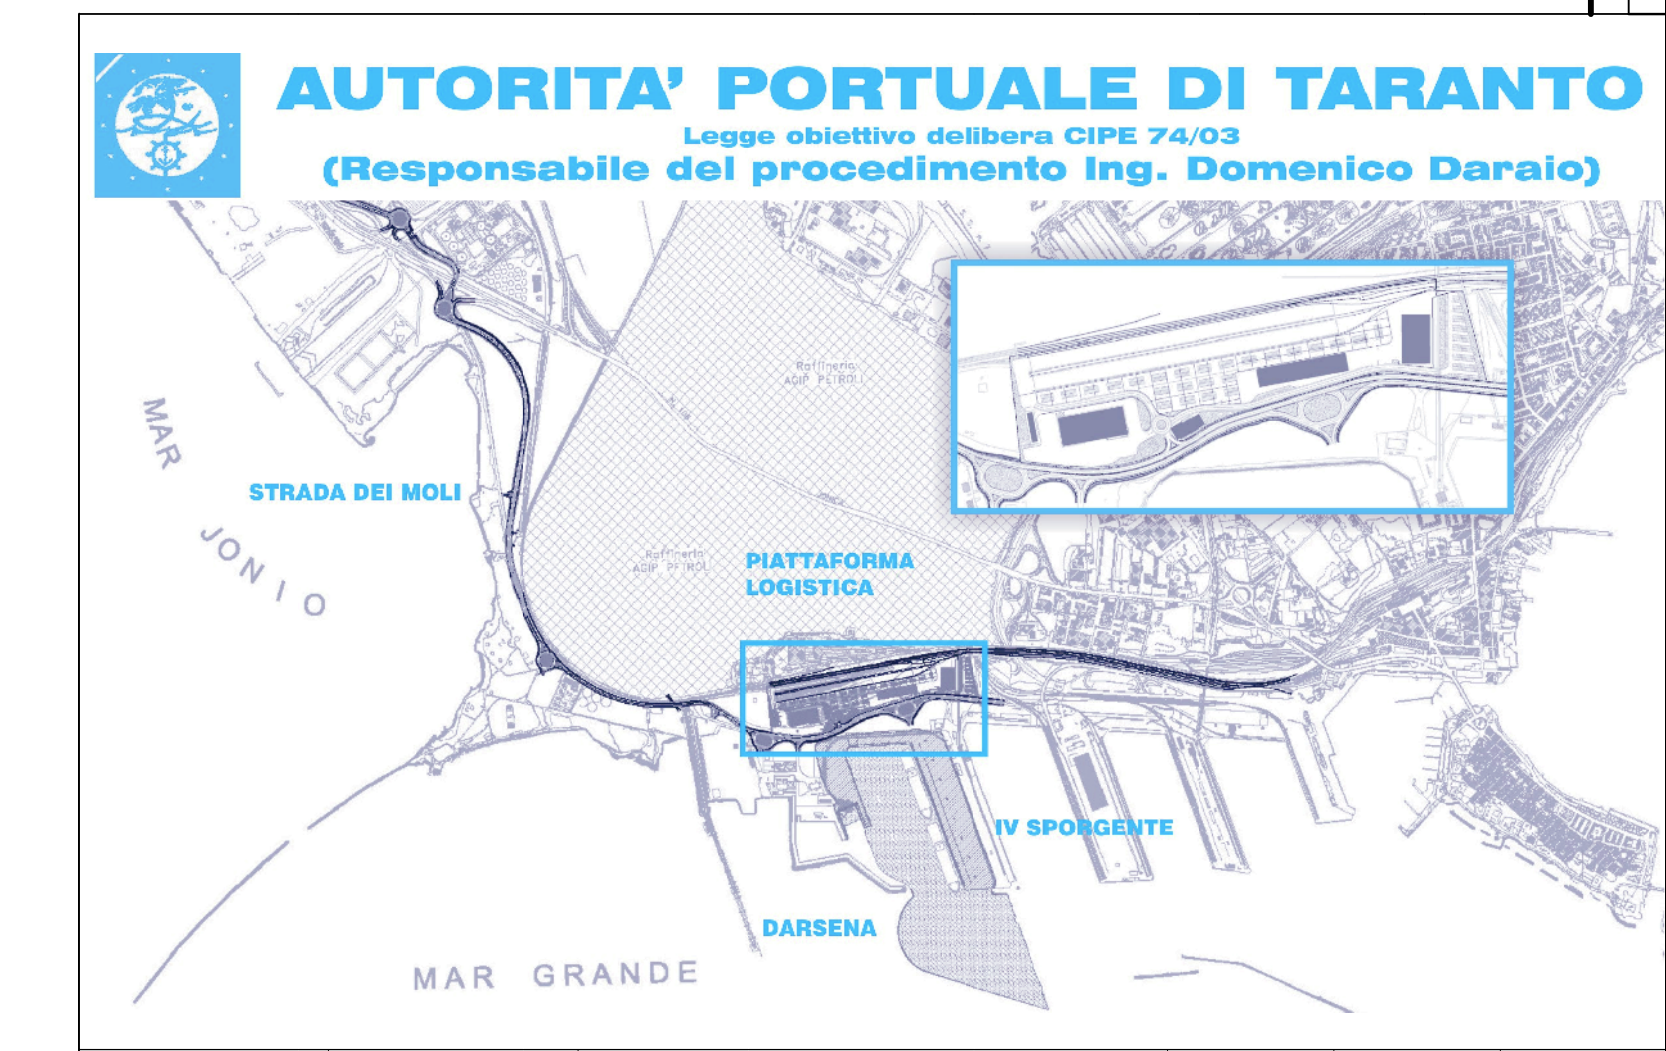 AUTORITA' PORTUALE DI TARANTO
Legge obiettivo delibera CIPE 74/03
(Responsabile del procedimento Ing. Domenico Daraio)
Raffineria
AGIP PETROLI
MAR
JONIO
STRADA DEI MOLI
Raffineria
AGIP PETROLI
PIATTAFORMA
LOGISTICA
IV SPORGENTE
DARSENA
MAR GRANDE